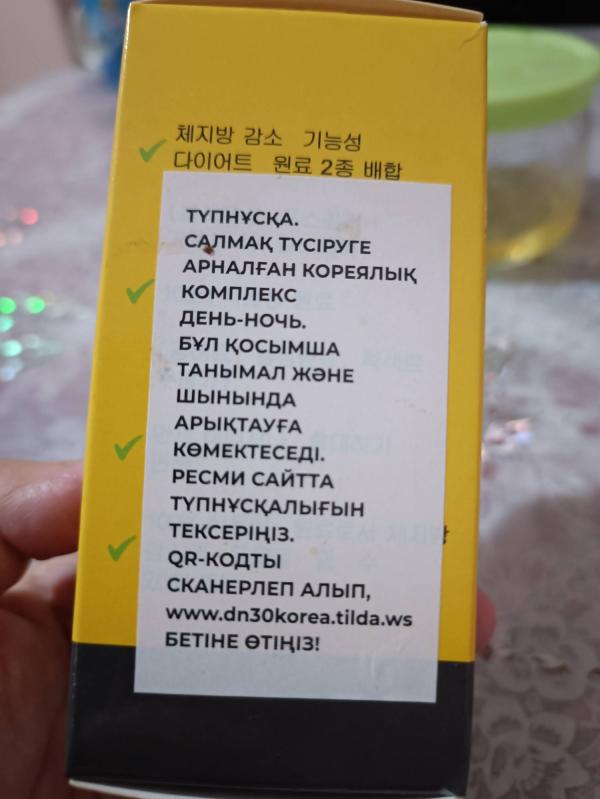 체지방 감소 기능성
다이어트 원료 2종 배합
ТҮПНҰСҚА.
САЛМАҚ ТҮСІРУГЕ
АРНАЛҒАН КОРЕЯЛЫҚ
КОМПЛЕКС
ДЕНЬ-НОЧЬ.
БҰЛ ҚОСЫМША
ТАНЫМАЛ ЖӘНЕ
ШЫНЫНДА
АРЫҚТАУҒА
КӨМЕКТЕСЕДІ.
РЕСМИ САЙТТА
ТҮПНҰСҚАЛЫҒЫН
ТЕКСЕРІҢІЗ.
QR-КОДТЫ
СКАНЕРЛЕП АЛЫП,
www.dn30korea.tilda.ws
БЕТІНЕ ӨТІҢІЗ!